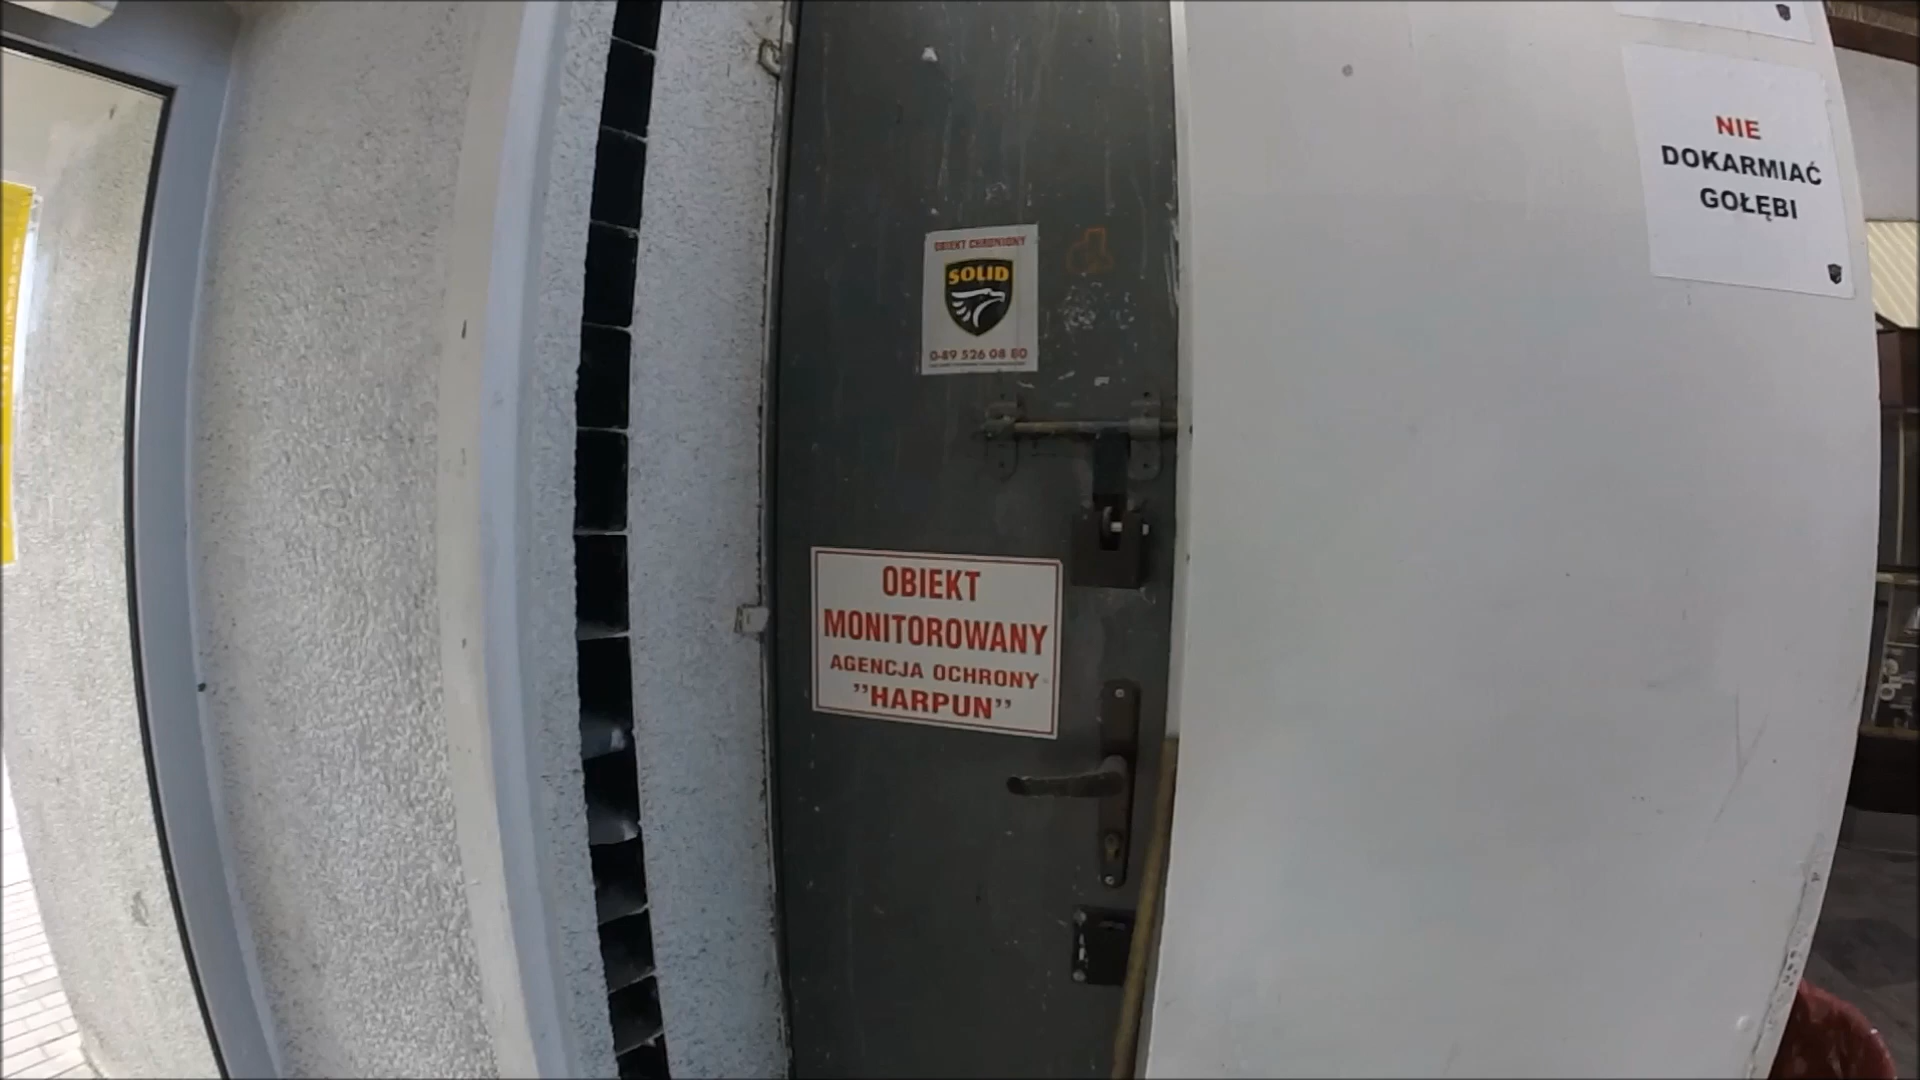 OBIEKT CHRONIONY
SOLID
0-89 526 08 80
OBIEKT
MONITOROWANY
AGENCJA OCHRONY
”HARPUN”
NIE
DOKARMIAĆ
GOŁĘBI